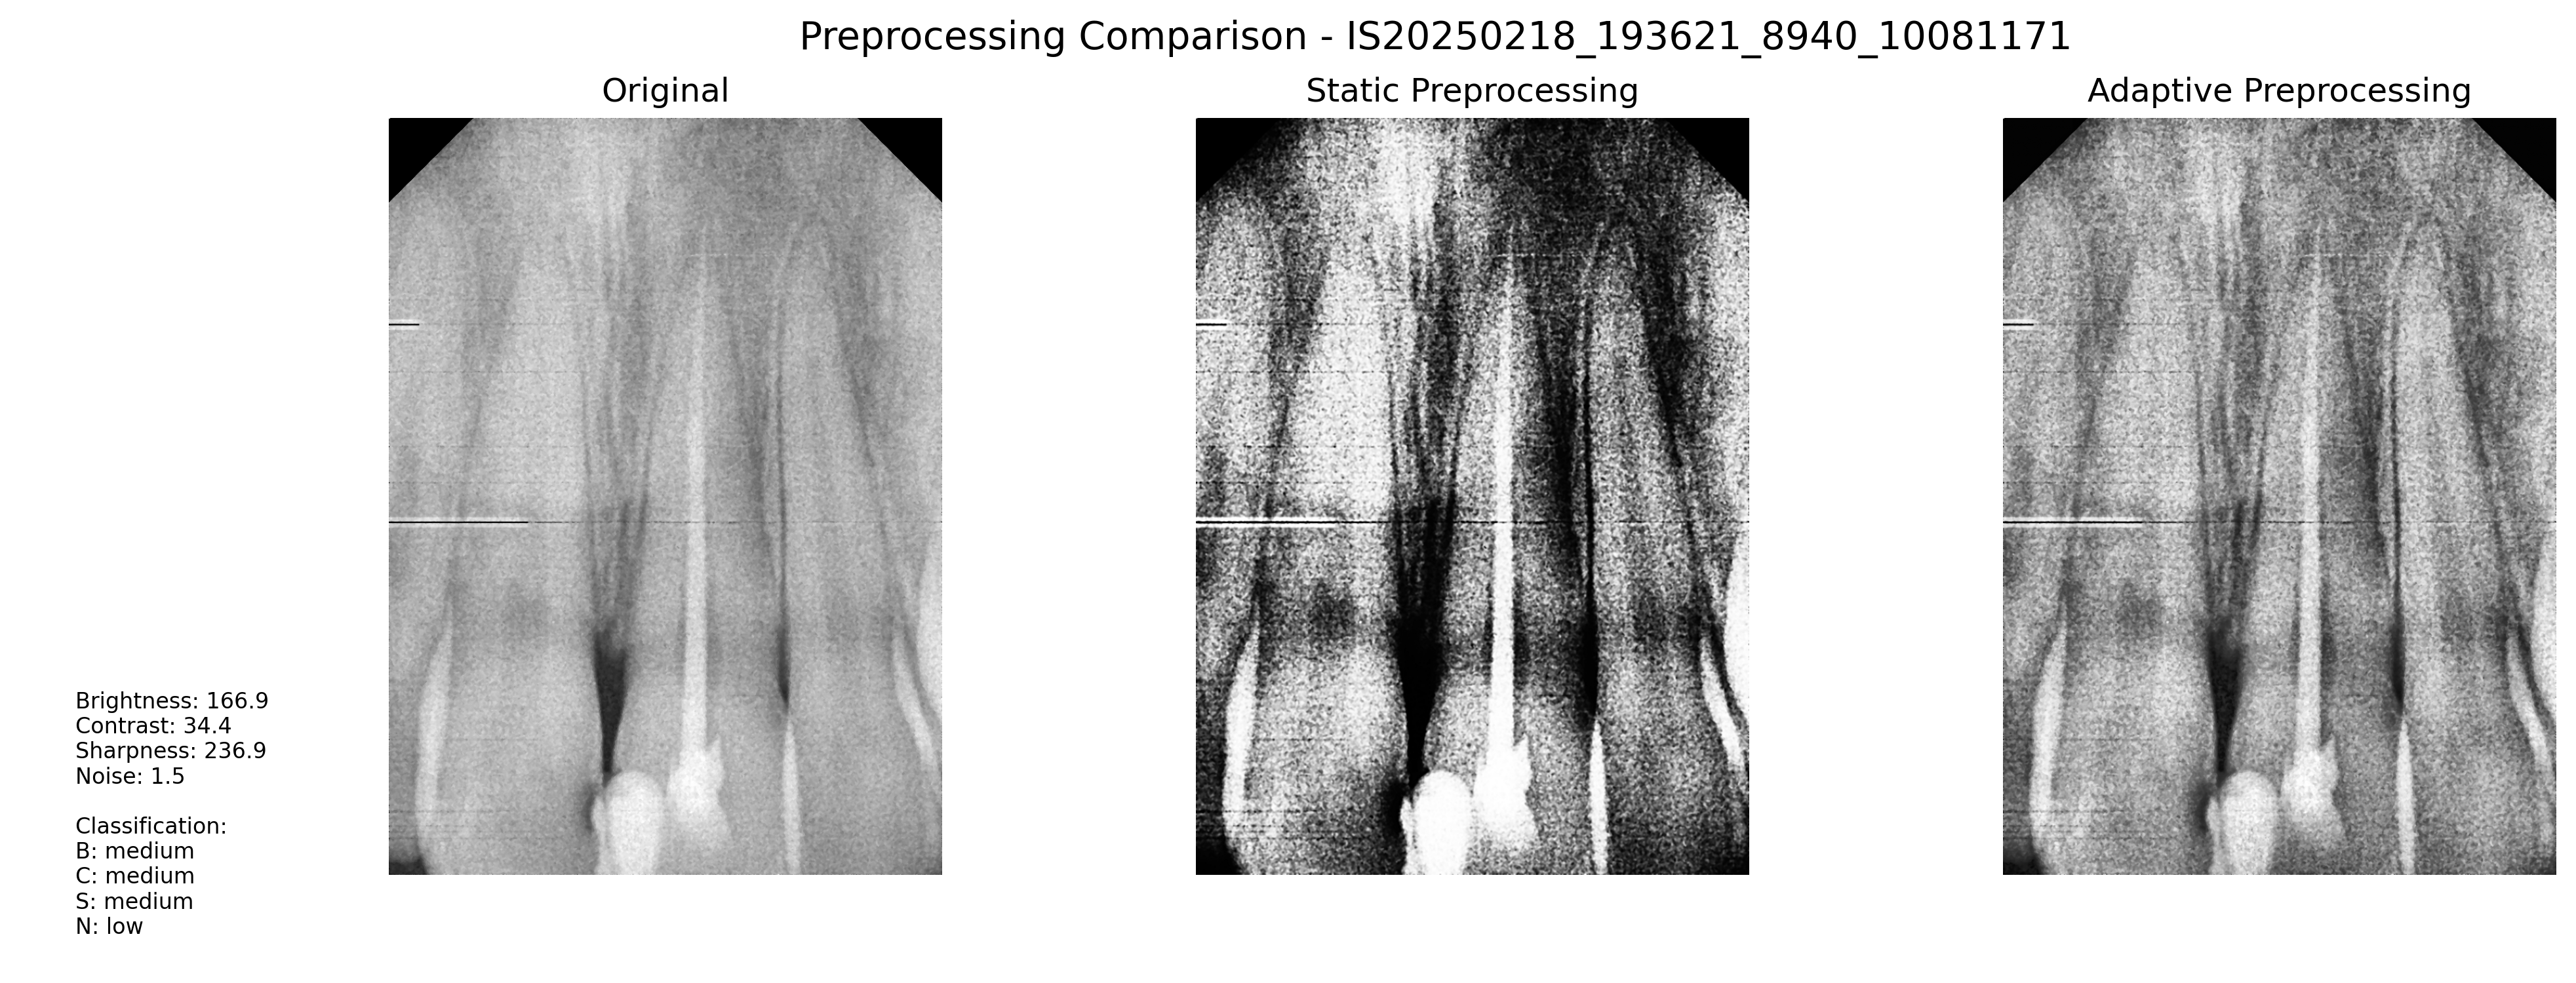 Preprocessing Comparison - IS20250218_193621_8940_10081171
Original
Static Preprocessing
Adaptive Preprocessing
Brightness: 166.9
Contrast: 34.4
Sharpness: 236.9
Noise: 1.5
Classification:
B: medium
C: medium
S: medium
N: low